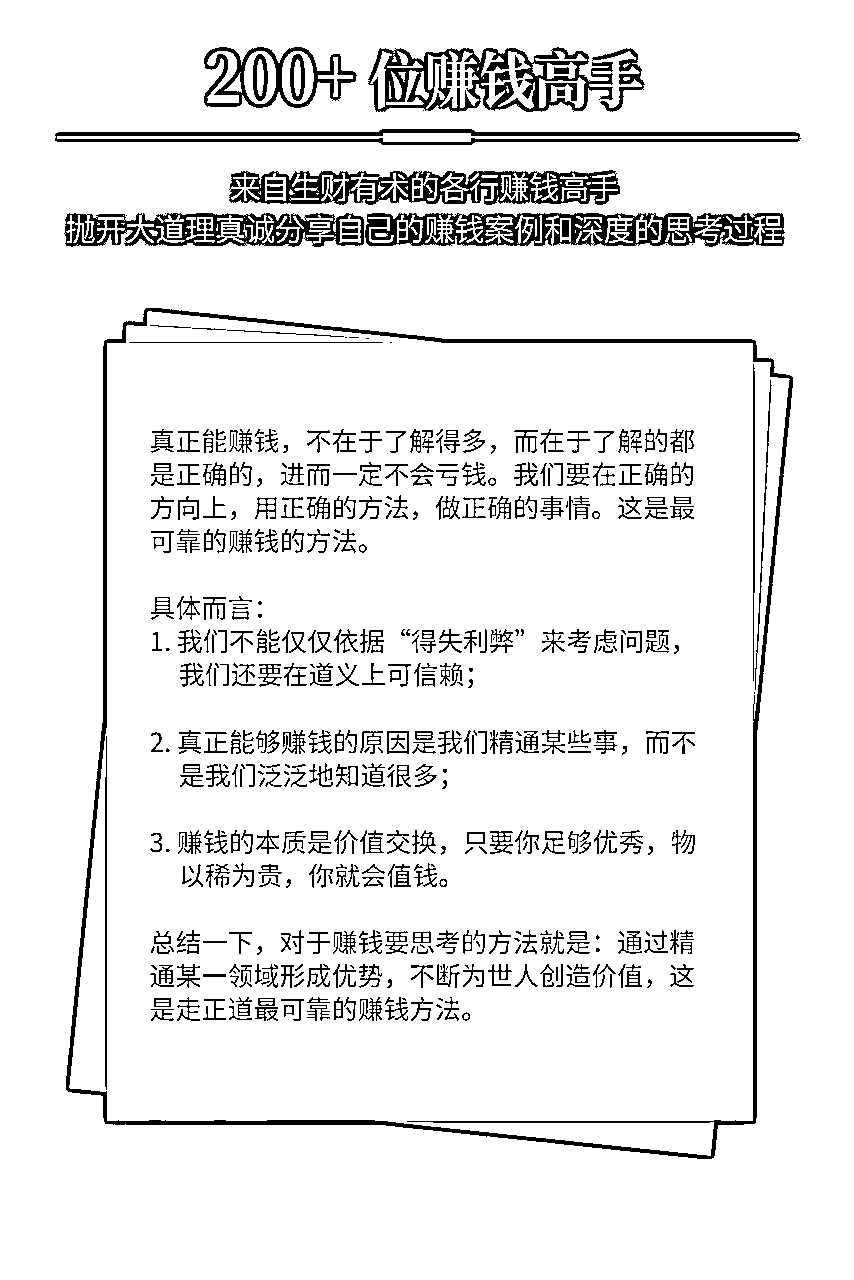 200+ 位赚钱高手
来自生财有术的各行赚钱高手
抛开大道理真诚分享自己的赚钱案例和深度的思考过程
真正能赚钱，不在于了解得多，而在于了解的都
是正确的，进而一定不会亏钱。我们要在正确的
方向上，用正确的方法，做正确的事情。这是最
可靠的赚钱的方法。
具体而言：
1. 我们不能仅仅依据“得失利弊”来考虑问题，
我们还要在道义上可信赖；
2. 真正能够赚钱的原因是我们精通某些事，而不
是我们泛泛地知道很多；
3. 赚钱的本质是价值交换，只要你足够优秀，物
以稀为贵，你就会值钱。
总结一下，对于赚钱要思考的方法就是：通过精
通某一领域形成优势，不断为世人创造价值，这
是走正道最可靠的赚钱方法。